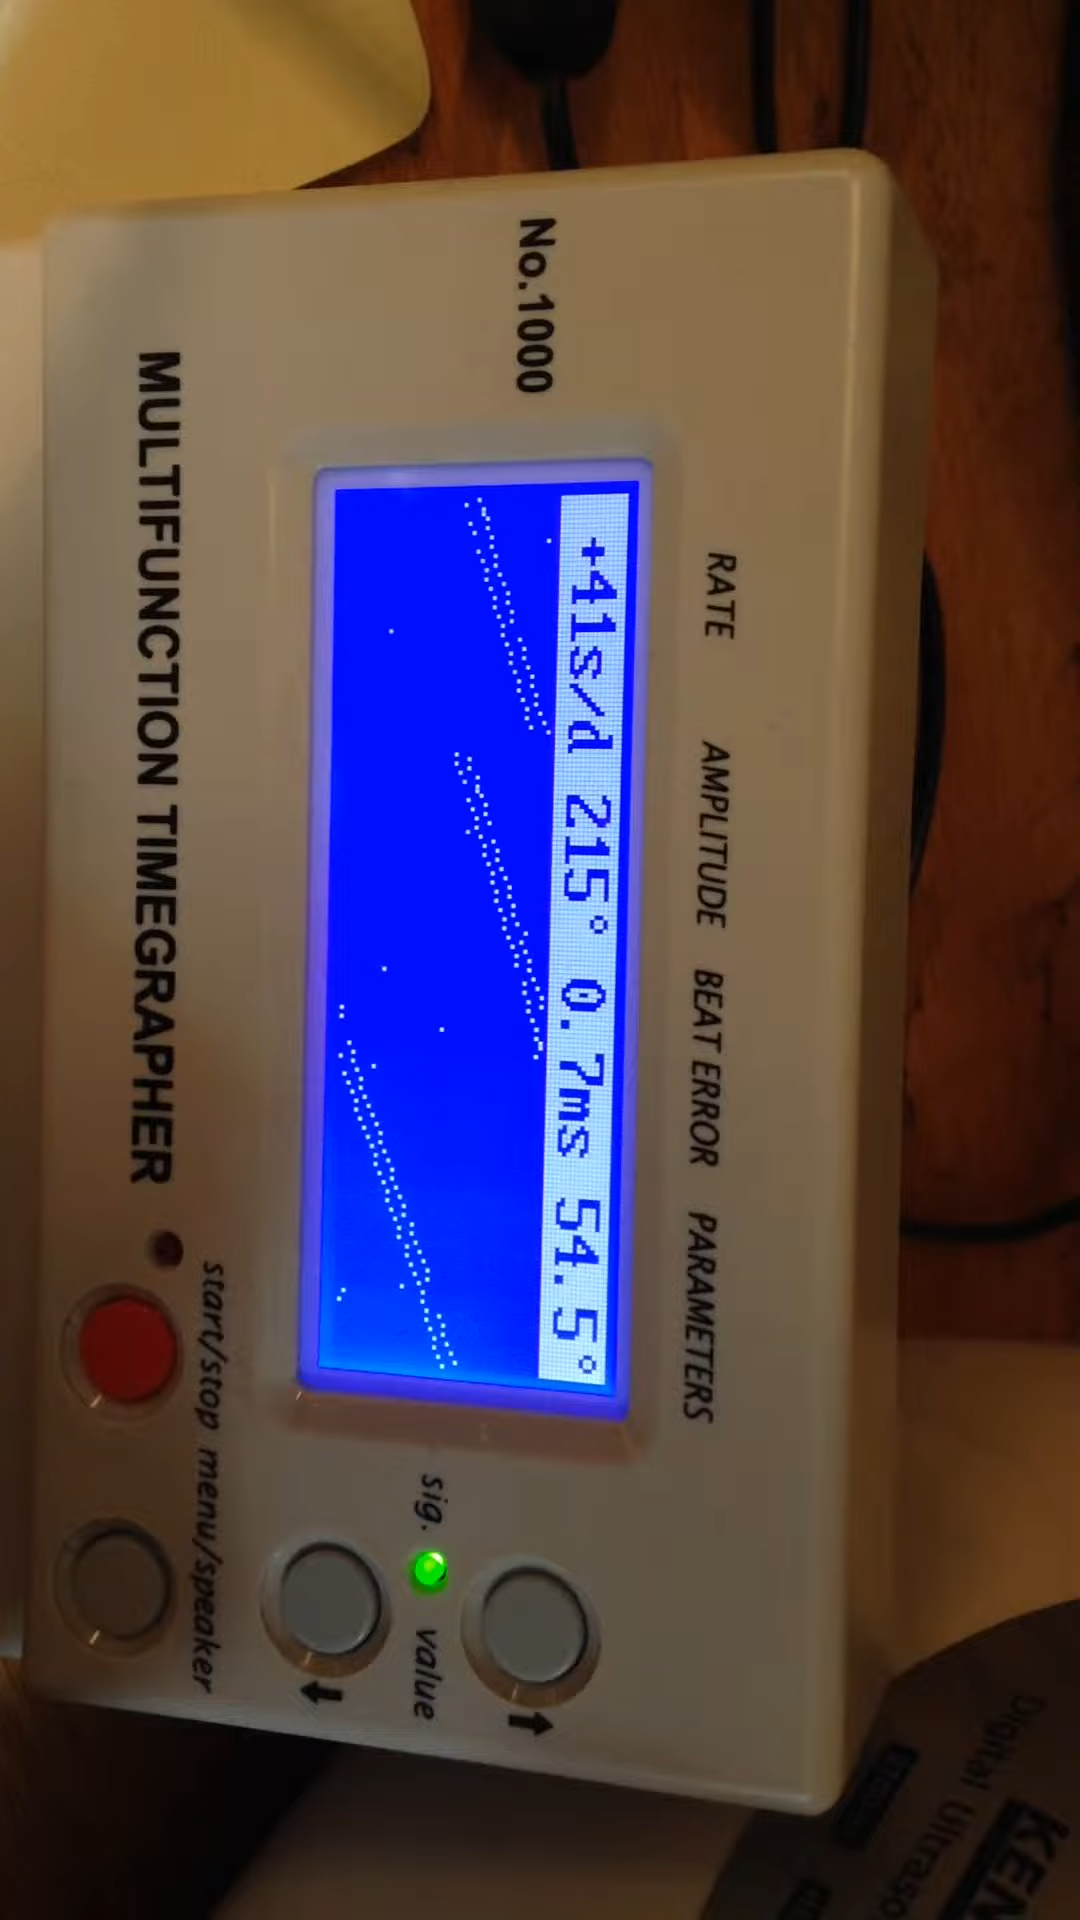 RATE AMPLITUDE BEAT ERROR PARAMETERS
+41s/d 215° 0.7ms 54.5°
No.1000
sig. value
MULTIFUNCTION TIMEGRAPHER
start/stop menu/speaker
Digital